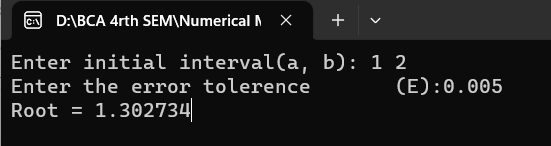 D:\BCA 4rth SEM\Numerical M
Enter initial interval(a, b): 1 2
Enter the error tolerence       (E):0.005
Root = 1.302734